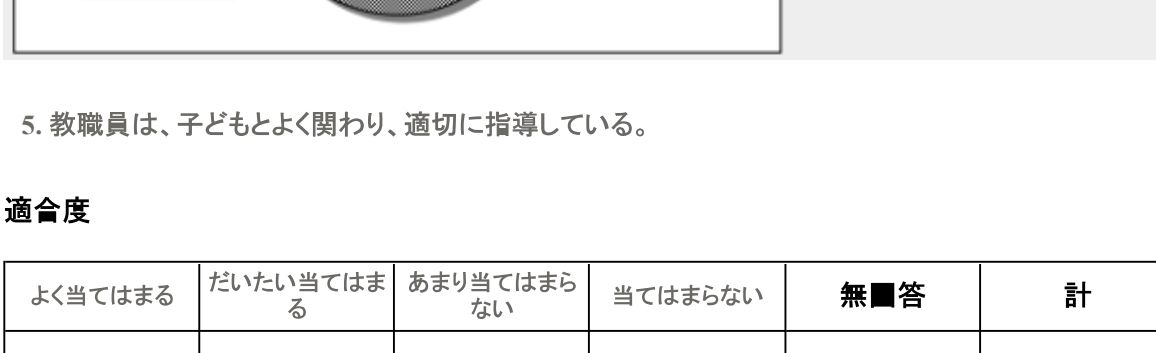 5. 教職員は、子どもとよく関わり、適切に指導している。
適合度
よく当てはまる
だいたい当てはま
る
あまり当てはまら
ない
当てはまらない
無■答
計